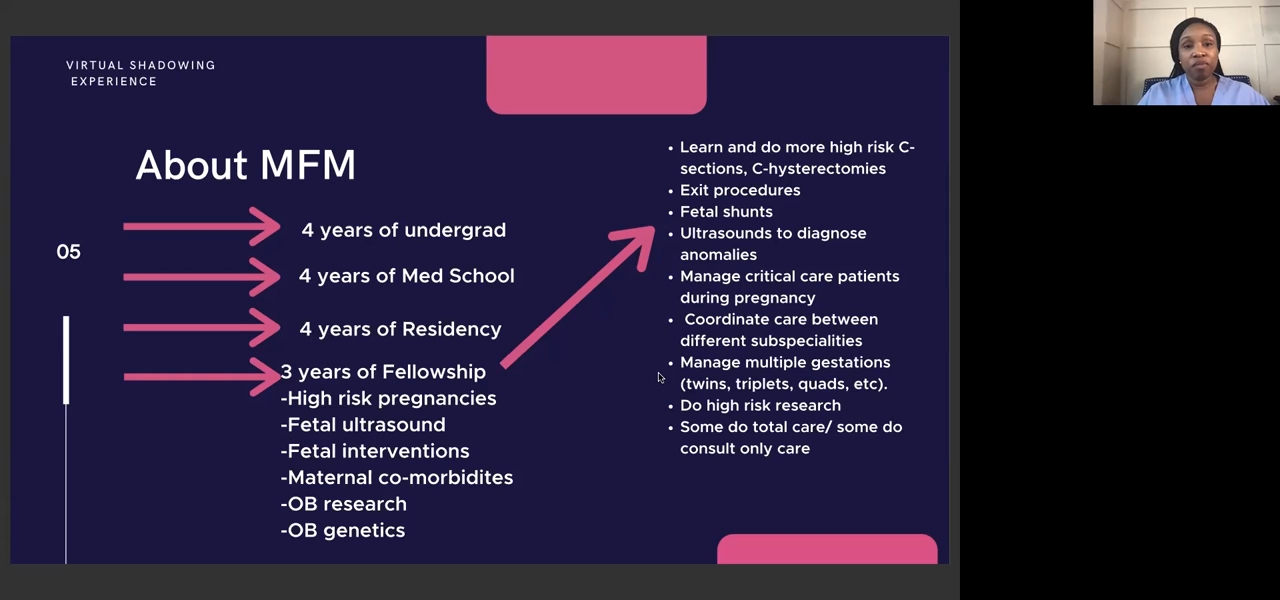 VIRTUAL SHADOWING
EXPERIENCE
About MFM
05
4 years of undergrad
4 years of Med School
4 years of Residency
3 years of Fellowship
-High risk pregnancies
-Fetal ultrasound
-Fetal interventions
-Maternal co-morbidites
-OB research
-OB genetics
• Learn and do more high risk C-
sections, C-hysterectomies
• Exit procedures
• Fetal shunts
• Ultrasounds to diagnose
anomalies
• Manage critical care patients
during pregnancy
• Coordinate care between
different subspecialities
• Manage multiple gestations
(twins, triplets, quads, etc).
• Do high risk research
• Some do total care/ some do
consult only care